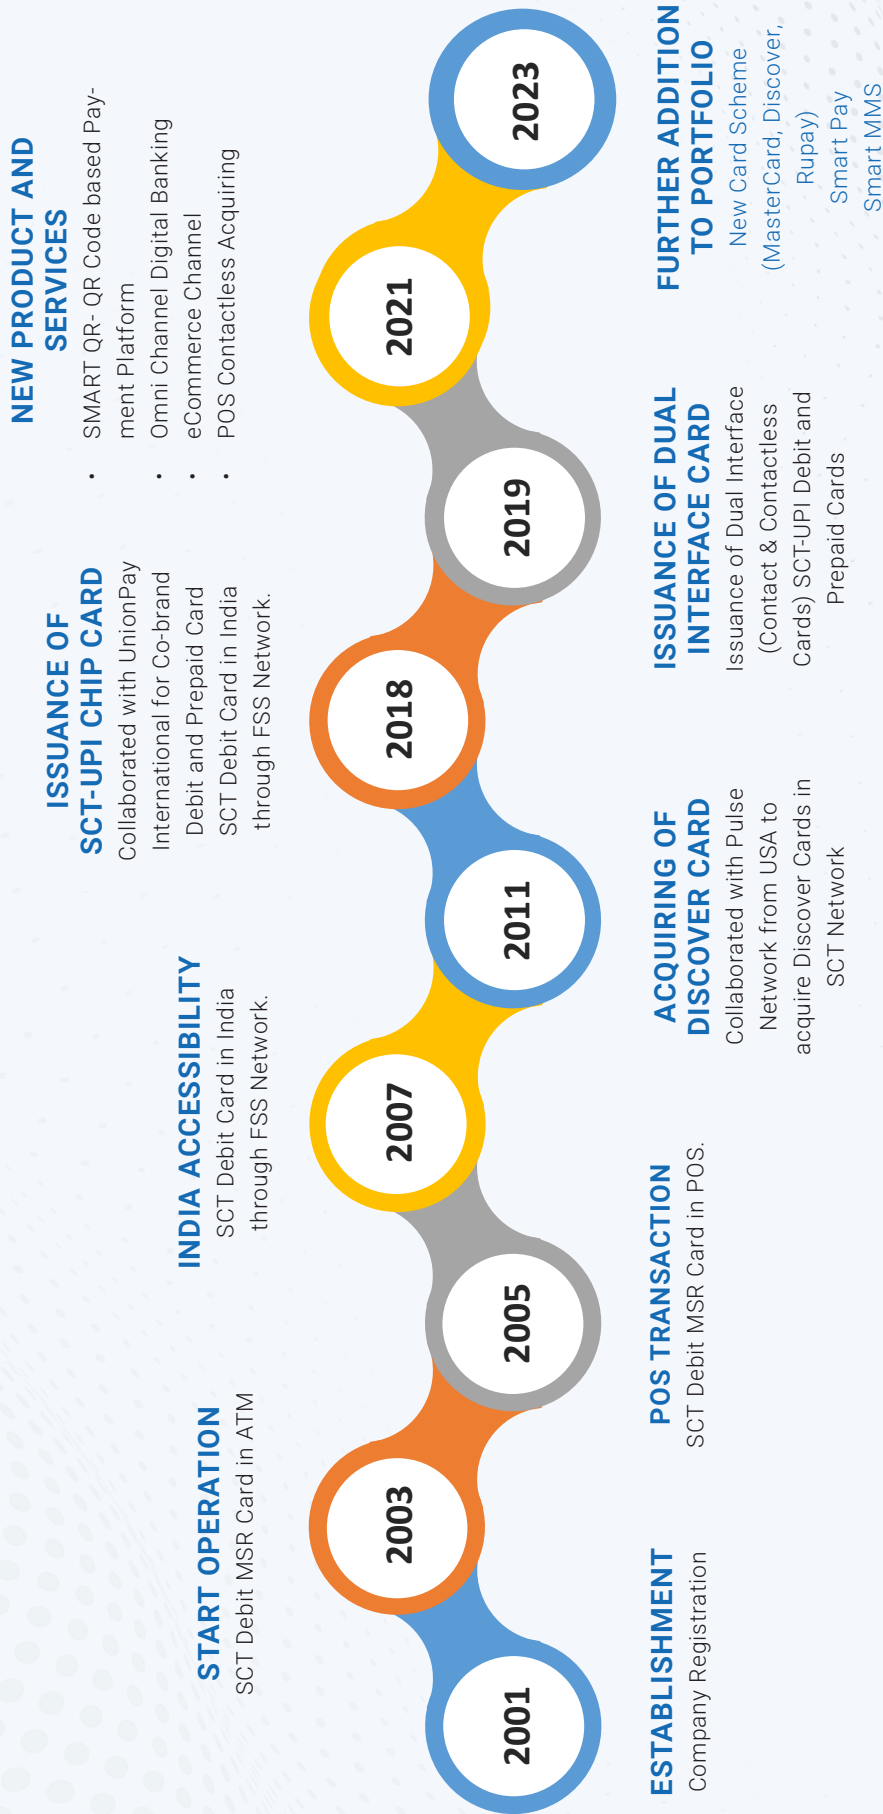 NEW PRODUCT AND
SERVICES
• SMART QR- QR Code based Pay-
ment Platform
• Omni Channel Digital Banking
• eCommerce Channel
• POS Contactless Acquiring
ISSUANCE OF
SCT-UPI CHIP CARD
Collaborated with UnionPay
International for Co-brand
Debit and Prepaid Card
SCT Debit Card in India
through FSS Network.
INDIA ACCESSIBILITY
SCT Debit Card in India
through FSS Network.
START OPERATION
SCT Debit MSR Card in ATM
2001
2003
2005
2007
2011
2018
2019
2021
2023
ESTABLISHMENT
Company Registration
POS TRANSACTION
SCT Debit MSR Card in POS.
ACQUIRING OF
DISCOVER CARD
Collaborated with Pulse
Network from USA to
acquire Discover Cards in
SCT Network
ISSUANCE OF DUAL
INTERFACE CARD
Issuance of Dual Interface
(Contact & Contactless
Cards) SCT-UPI Debit and
Prepaid Cards
FURTHER ADDITION
TO PORTFOLIO
New Card Scheme
(MasterCard, Discover,
Rupay)
Smart Pay
Smart MMS